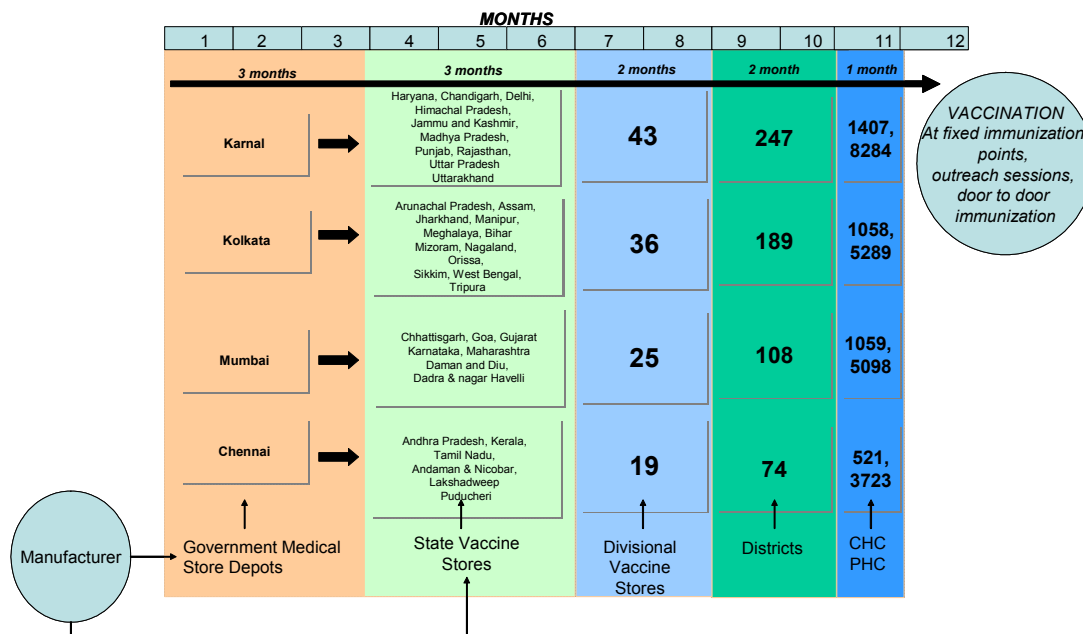 MONTHS
1 2 3 4 5 6 7 8 9 10 11 12
3 months 3 months 2 months 2 month 1 month
Karnal
Haryana, Chandigarh, Delhi,
Himachal Pradesh,
Jammu and Kashmir,
Madhya Pradesh,
Punjab, Rajasthan,
Uttar Pradesh
Uttarakhand
43
247
1407,
8284
VACCINATION
At fixed immunization
points,
outreach sessions,
door to door
immunization
Kolkata
Arunachal Pradesh, Assam,
Jharkhand, Manipur,
Meghalaya, Bihar
Mizoram, Nagaland,
Orissa,
Sikkim, West Bengal,
Tripura
36
189
1058,
5289
Mumbai
Chhattisgarh, Goa, Gujarat
Karnataka, Maharashtra
Daman and Diu,
Dadra & nagar Havelli
25
108
1059,
5098
Chennai
Andhra Pradesh, Kerala,
Tamil Nadu,
Andaman & Nicobar,
Lakshadweep
Puducheri
19
74
521,
3723
Manufacturer
Government Medical
Store Depots
State Vaccine
Stores
Divisional
Vaccine
Stores
Districts
CHC
PHC